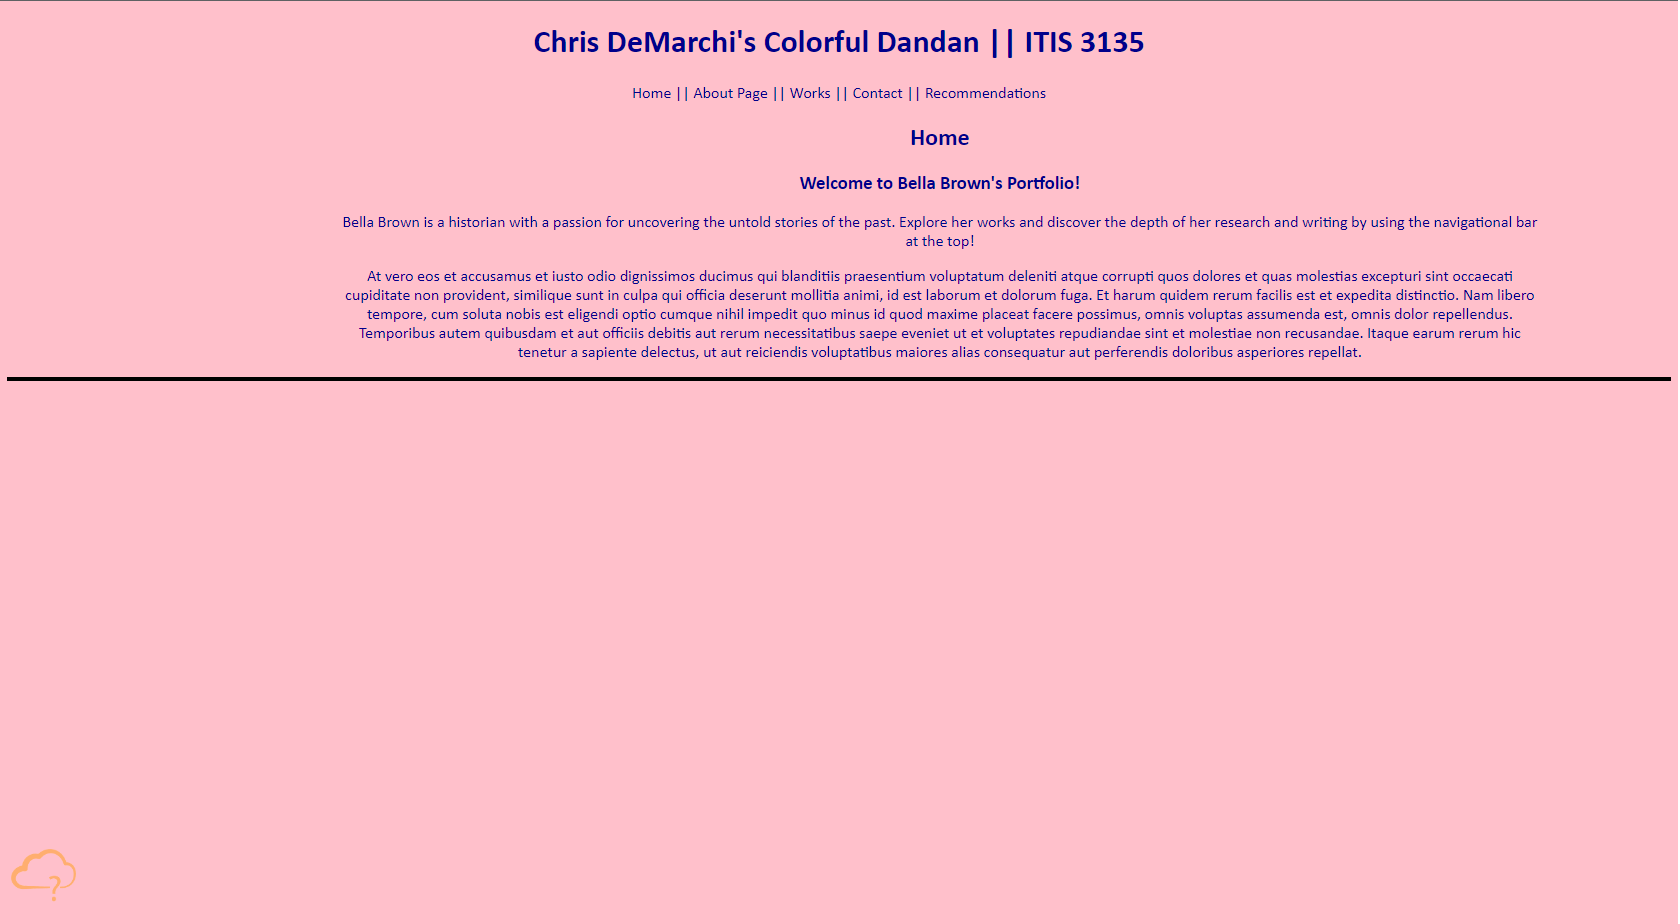 Chris DeMarchi's Colorful Dandan || ITIS 3135
Home || About Page || Works || Contact || Recommendations
Home
Welcome to Bella Brown's Portfolio!
Bella Brown is a historian with a passion for uncovering the untold stories of the past. Explore her works and discover the depth of her research and writing by using the navigational bar
at the top!
At vero eos et accusamus et iusto odio dignissimos ducimus qui blanditiis praesentium voluptatum deleniti atque corrupti quos dolores et quas molestias excepturi sint occaecati
cupiditate non provident, similique sunt in culpa qui officia deserunt mollitia animi, id est laborum et dolorum fuga. Et harum quidem rerum facilis est et expedita distinctio. Nam libero
tempore, cum soluta nobis est eligendi optio cumque nihil impedit quo minus id quod maxime placeat facere possimus, omnis voluptas assumenda est, omnis dolor repellendus.
Temporibus autem quibusdam et aut officiis debitis aut rerum necessitatibus saepe eveniet ut et voluptates repudiandae sint et molestiae non recusandae. Itaque earum rerum hic
tenetur a sapiente delectus, ut aut reiciendis voluptatibus maiores alias consequatur aut perferendis doloribus asperiores repellat.
?